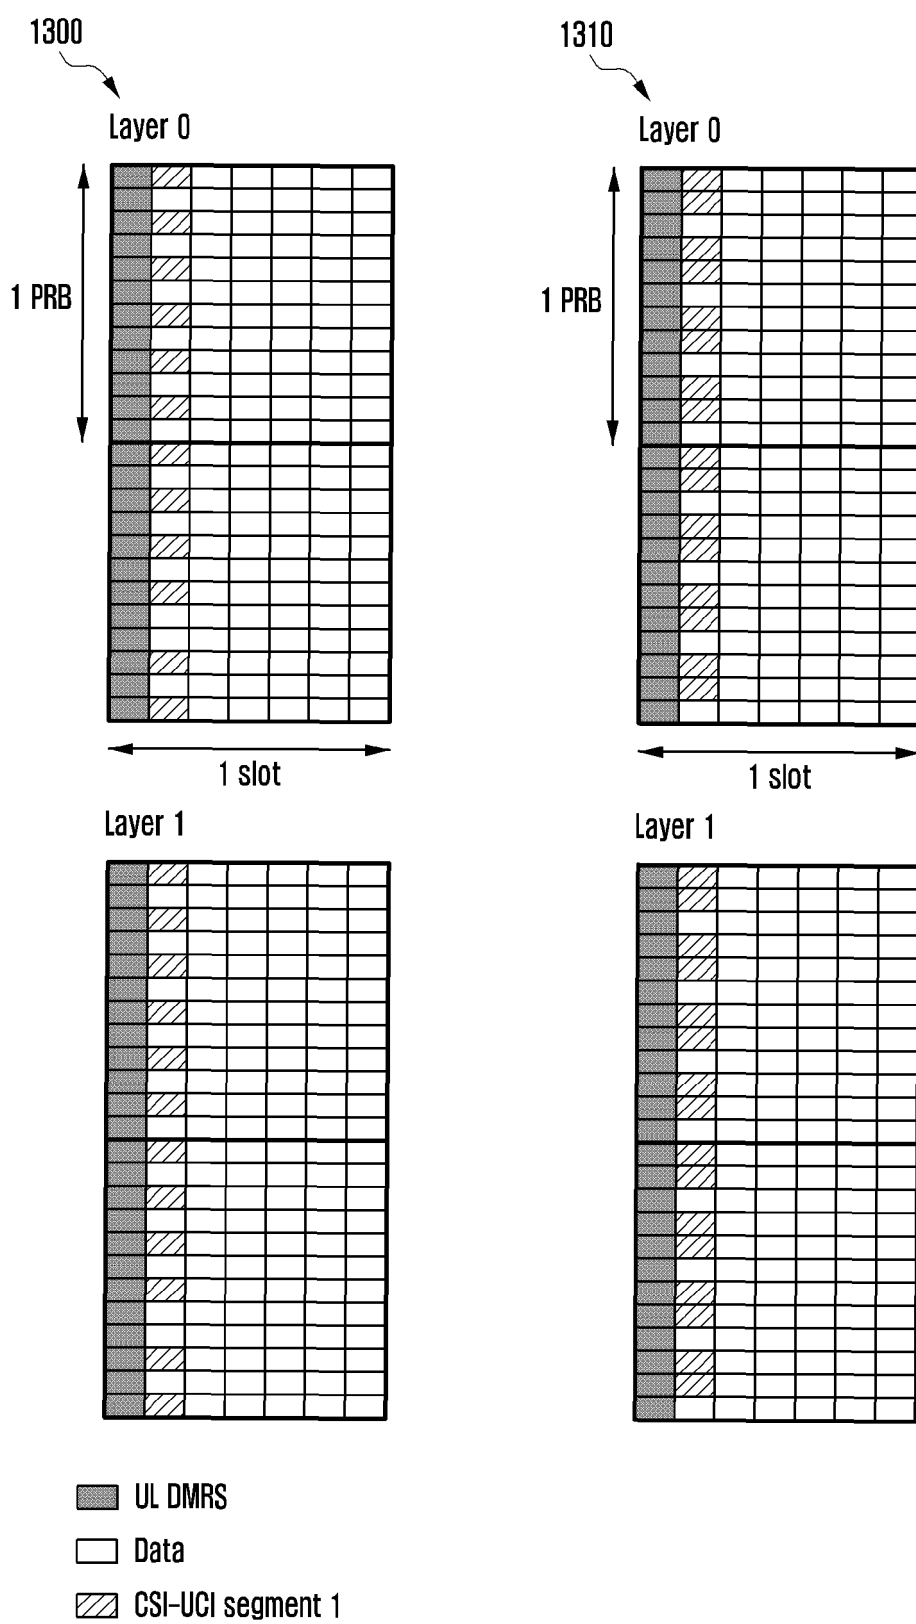 1300
Layer 0
1 PRB
1 slot
Layer 1
1310
Layer 0
1 PRB
1 slot
Layer 1
UL DMRS
Data
CSI-UCI segment 1